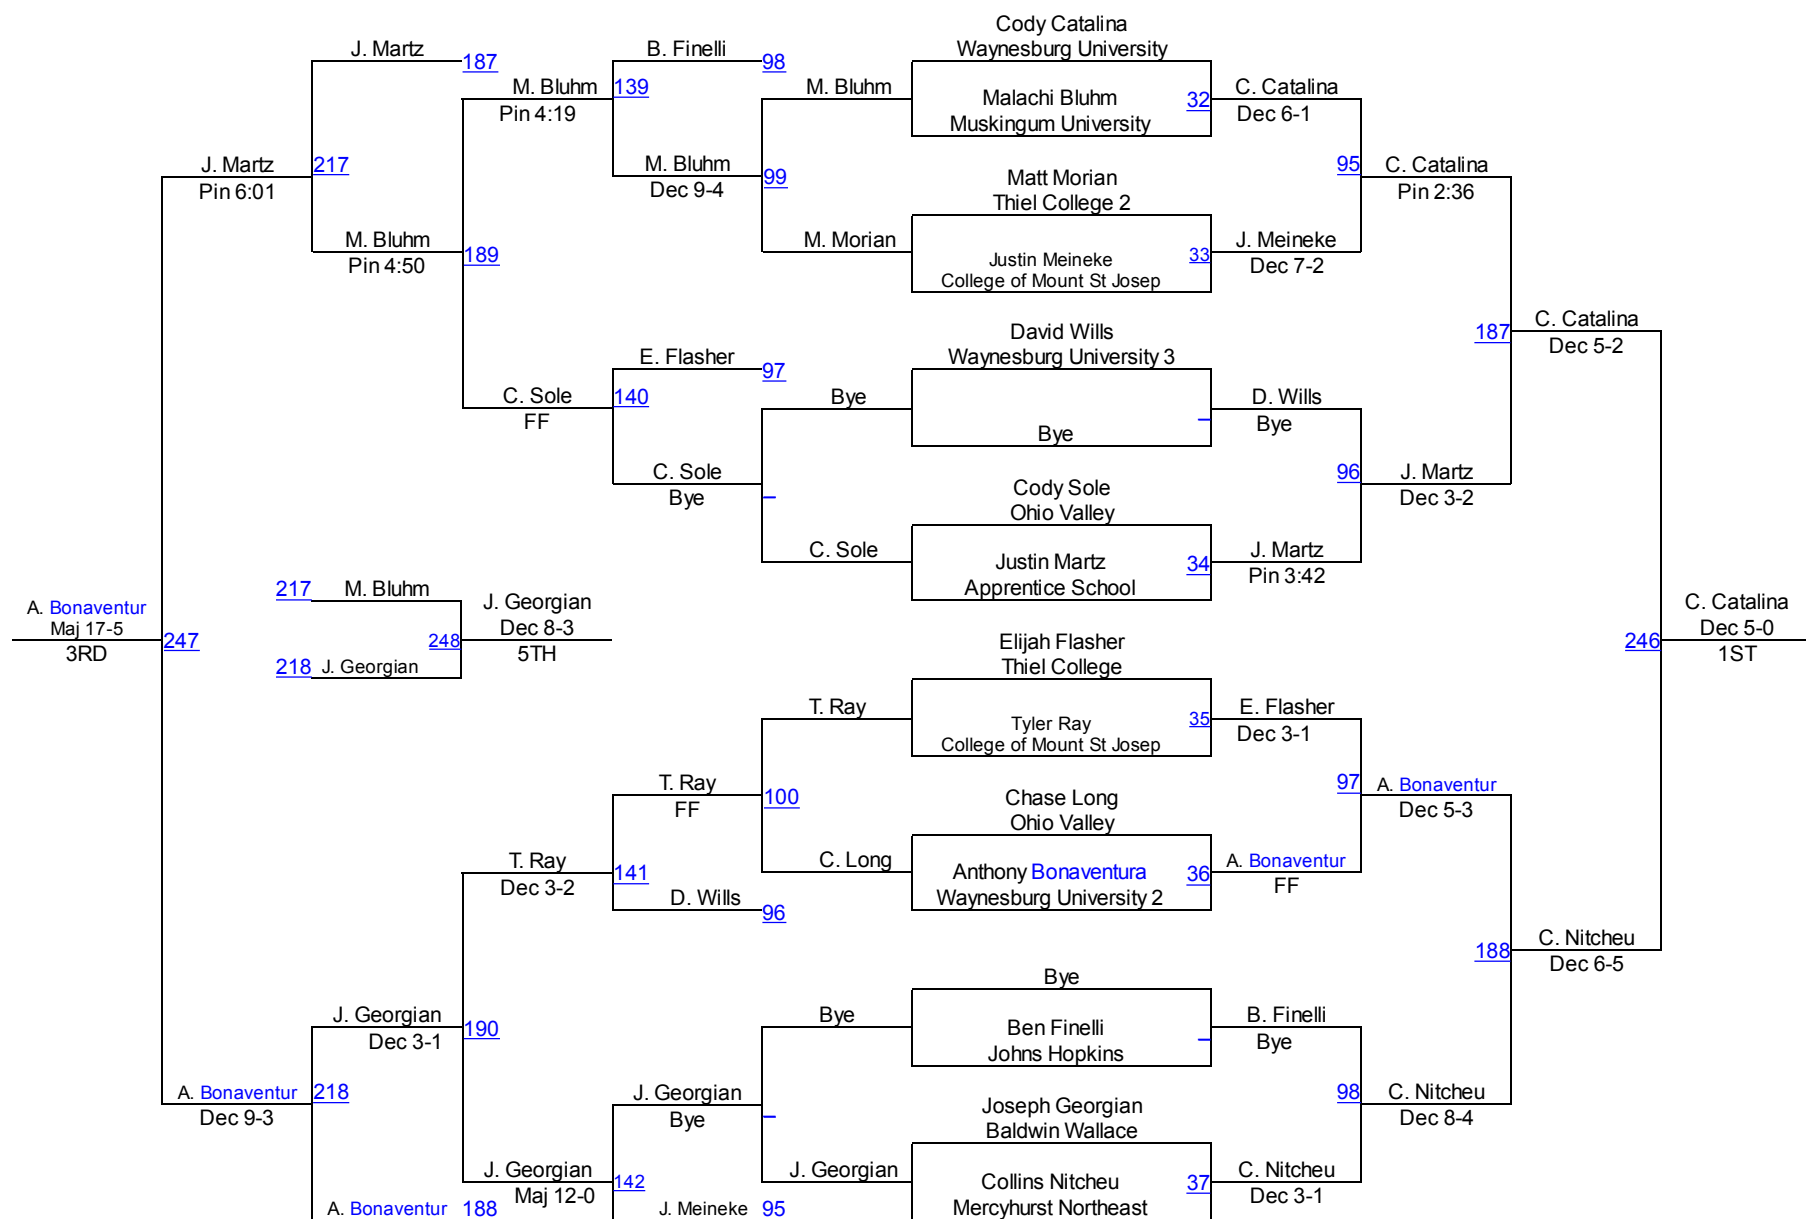 Cody Catalina
J. Martz
B. Finelli
Waynesburg University
187
98
M. Bluhm
139
M. Bluhm
Malachi Bluhm
32
C. Catalina
Pin 4:19
Muskingum University
Dec 6-1
J. Martz
217
M. Bluhm
99
Matt Morian
95
C. Catalina
Pin 6:01
Dec 9-4
Thiel College 2
Pin 2:36
M. Bluhm
189
M. Morian
Justin Meineke
33
J. Meineke
Pin 4:50
College of Mount St Josep
Dec 7-2
David Wills
187
C. Catalina
E. Flasher
97
Waynesburg University 3
Dec 5-2
C. Sole
140
Bye
D. Wills
FF
Bye
Bye
C. Sole
Cody Sole
96
J. Martz
Bye
Ohio Valley
Dec 3-2
C. Sole
Justin Martz
34
J. Martz
217
M. Bluhm
Apprentice School
Pin 3:42
A. Bonaventur
J. Georgian
C. Catalina
Maj 17-5
Dec 8-3
Dec 5-0
3RD
247
248
5TH
Elijah Flasher
246
1ST
218
J. Georgian
Thiel College
T. Ray
Tyler Ray
35
E. Flasher
College of Mount St Josep
Dec 3-1
T. Ray
100
Chase Long
97
A. Bonaventur
FF
Ohio Valley
Dec 5-3
T. Ray
141
C. Long
Anthony Bonaventura
36
A. Bonaventur
Dec 3-2
D. Wills
96
Waynesburg University 2
FF
188
C. Nitcheu
Bye
Dec 6-5
J. Georgian
190
Bye
Ben Finelli
B. Finelli
Dec 3-1
Johns Hopkins
Bye
A. Bonaventur
218
J. Georgian
Joseph Georgian
98
C. Nitcheu
Dec 9-3
Bye
Baldwin Wallace
Dec 8-4
J. Georgian
142
J. Georgian
Collins Nitcheu
37
C. Nitcheu
Maj 12-0
Mercyhurst Northeast
Dec 3-1
A. Bonaventur
188
J. Meineke
95